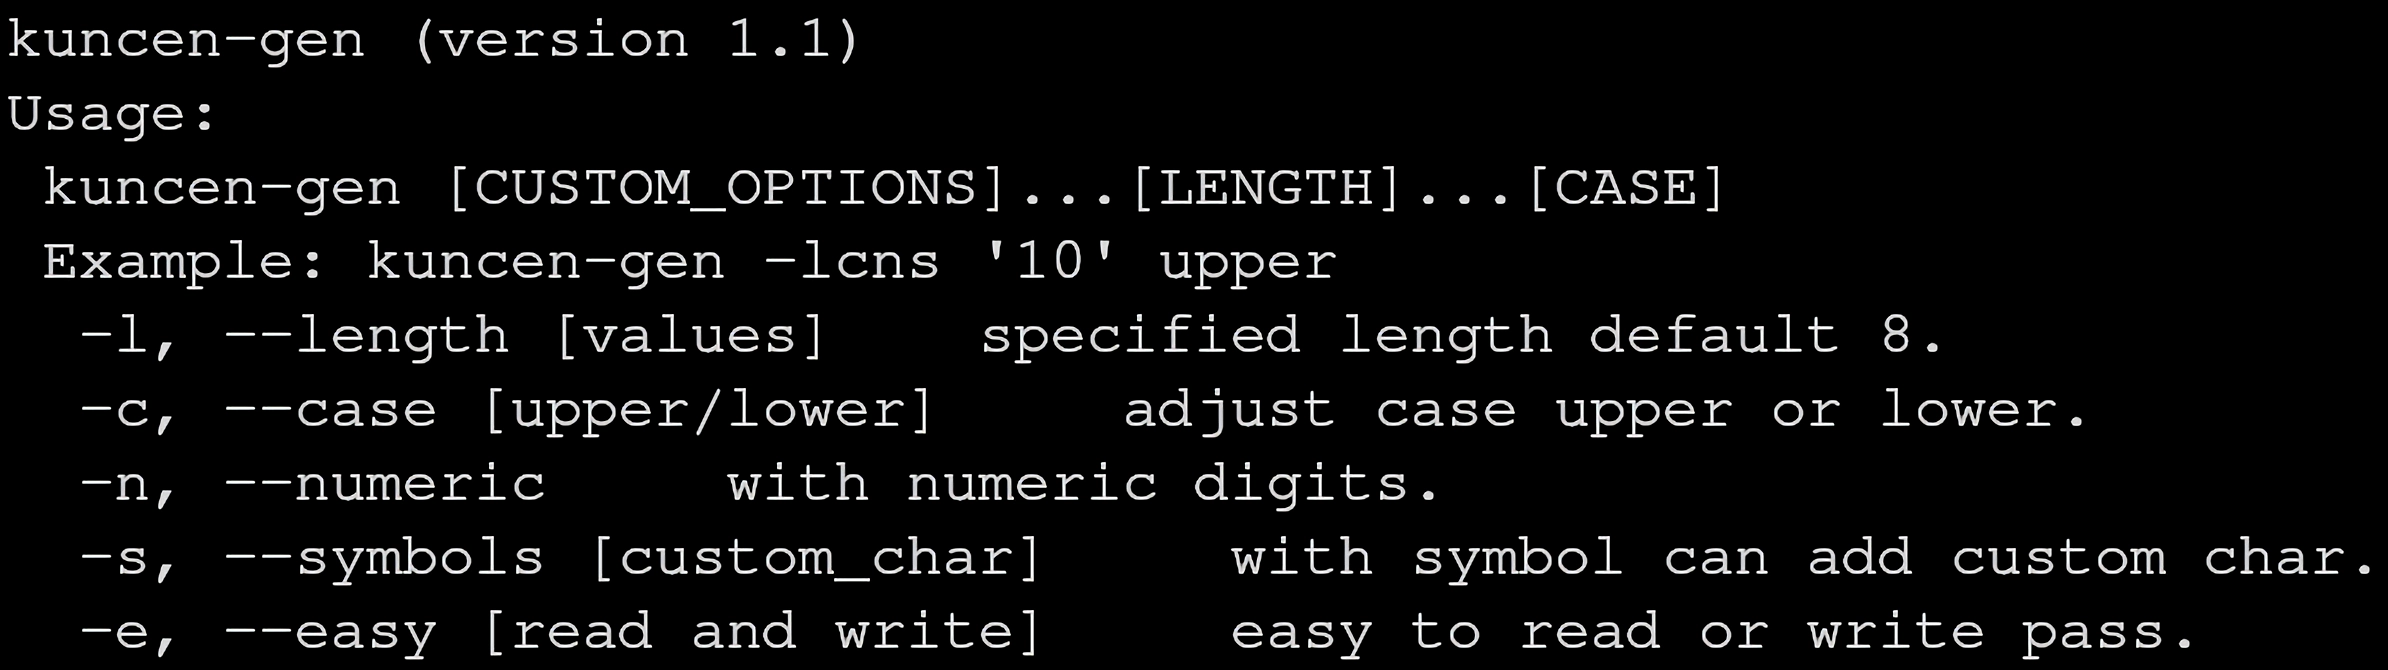 kuncen-gen (version 1.1)
Usage:
 kuncen-gen [CUSTOM_OPTIONS]...[LENGTH]...[CASE]
 Example: kuncen-gen -lcns '10' upper
  -l, --length [values]    specified length default 8.
  -c, --case [upper/lower]     adjust case upper or lower.
  -n, --numeric     with numeric digits.
  -s, --symbols [custom_char]     with symbol can add custom char.
  -e, --easy [read and write]     easy to read or write pass.